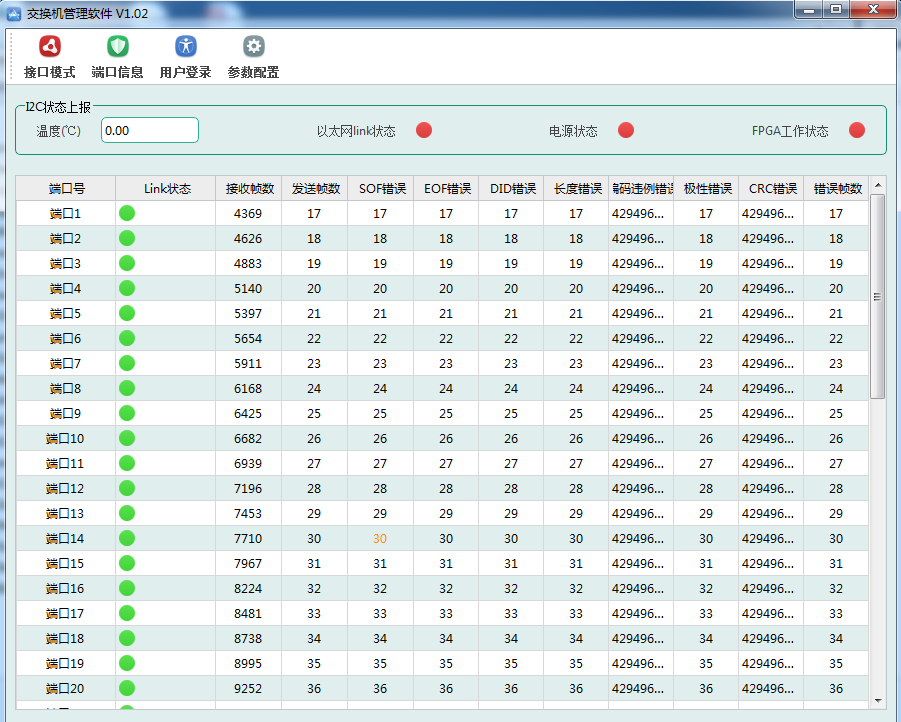 交换机管理软件 V1.02
接口模式 端口信息 用户登录 参数配置
I2C状态上报
温度(℃) 0.00 以太网link状态 电源状态 FPGA工作状态
端口号 Link状态 接收帧数 发送帧数 SOF错误 EOF错误 DID错误 长度错误 码违例错误 极性错误 CRC错误 错误帧数
端口1 4369 17 17 17 17 17 429496... 17 429496... 17
端口2 4626 18 18 18 18 18 429496... 18 429496... 18
端口3 4883 19 19 19 19 19 429496... 19 429496... 19
端口4 5140 20 20 20 20 20 429496... 20 429496... 20
端口5 5397 21 21 21 21 21 429496... 21 429496... 21
端口6 5654 22 22 22 22 22 429496... 22 429496... 22
端口7 5911 23 23 23 23 23 429496... 23 429496... 23
端口8 6168 24 24 24 24 24 429496... 24 429496... 24
端口9 6425 25 25 25 25 25 429496... 25 429496... 25
端口10 6682 26 26 26 26 26 429496... 26 429496... 26
端口11 6939 27 27 27 27 27 429496... 27 429496... 27
端口12 7196 28 28 28 28 28 429496... 28 429496... 28
端口13 7453 29 29 29 29 29 429496... 29 429496... 29
端口14 7710 30 30 30 30 30 429496... 30 429496... 30
端口15 7967 31 31 31 31 31 429496... 31 429496... 31
端口16 8224 32 32 32 32 32 429496... 32 429496... 32
端口17 8481 33 33 33 33 33 429496... 33 429496... 33
端口18 8738 34 34 34 34 34 429496... 34 429496... 34
端口19 8995 35 35 35 35 35 429496... 35 429496... 35
端口20 9252 36 36 36 36 36 429496... 36 429496... 36